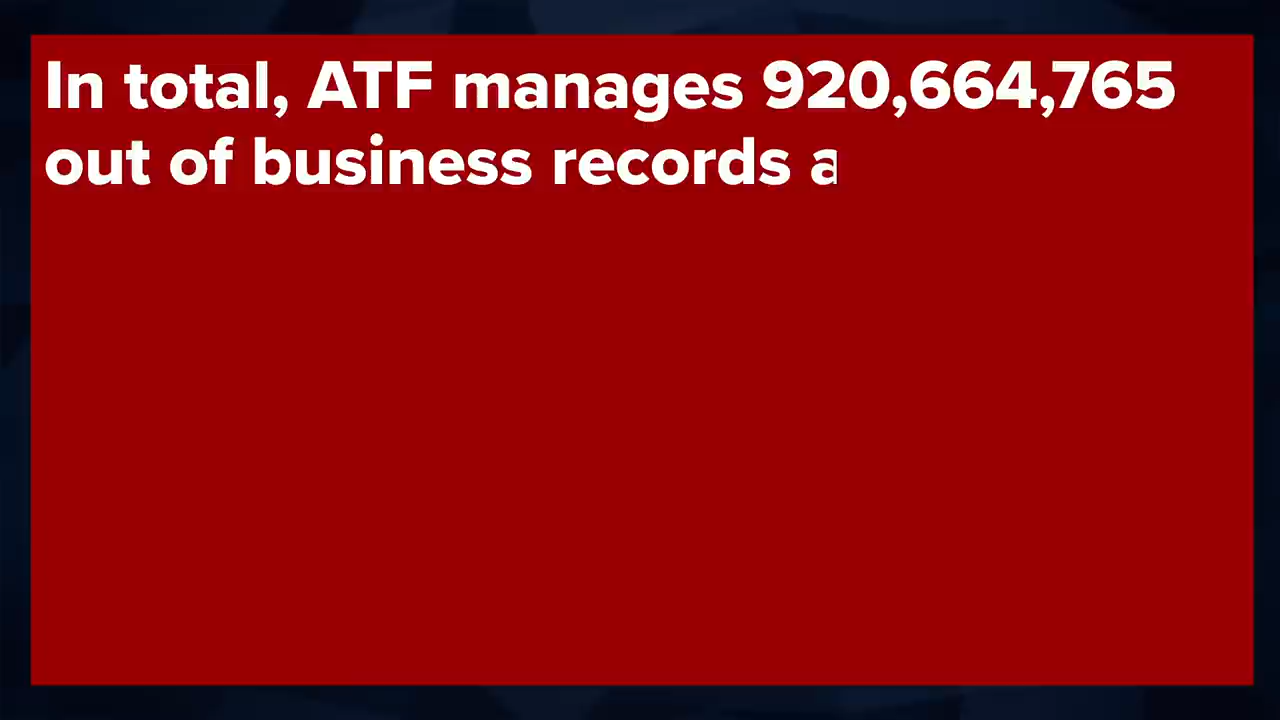 In total, ATF manages 920,664,765
out of business records a